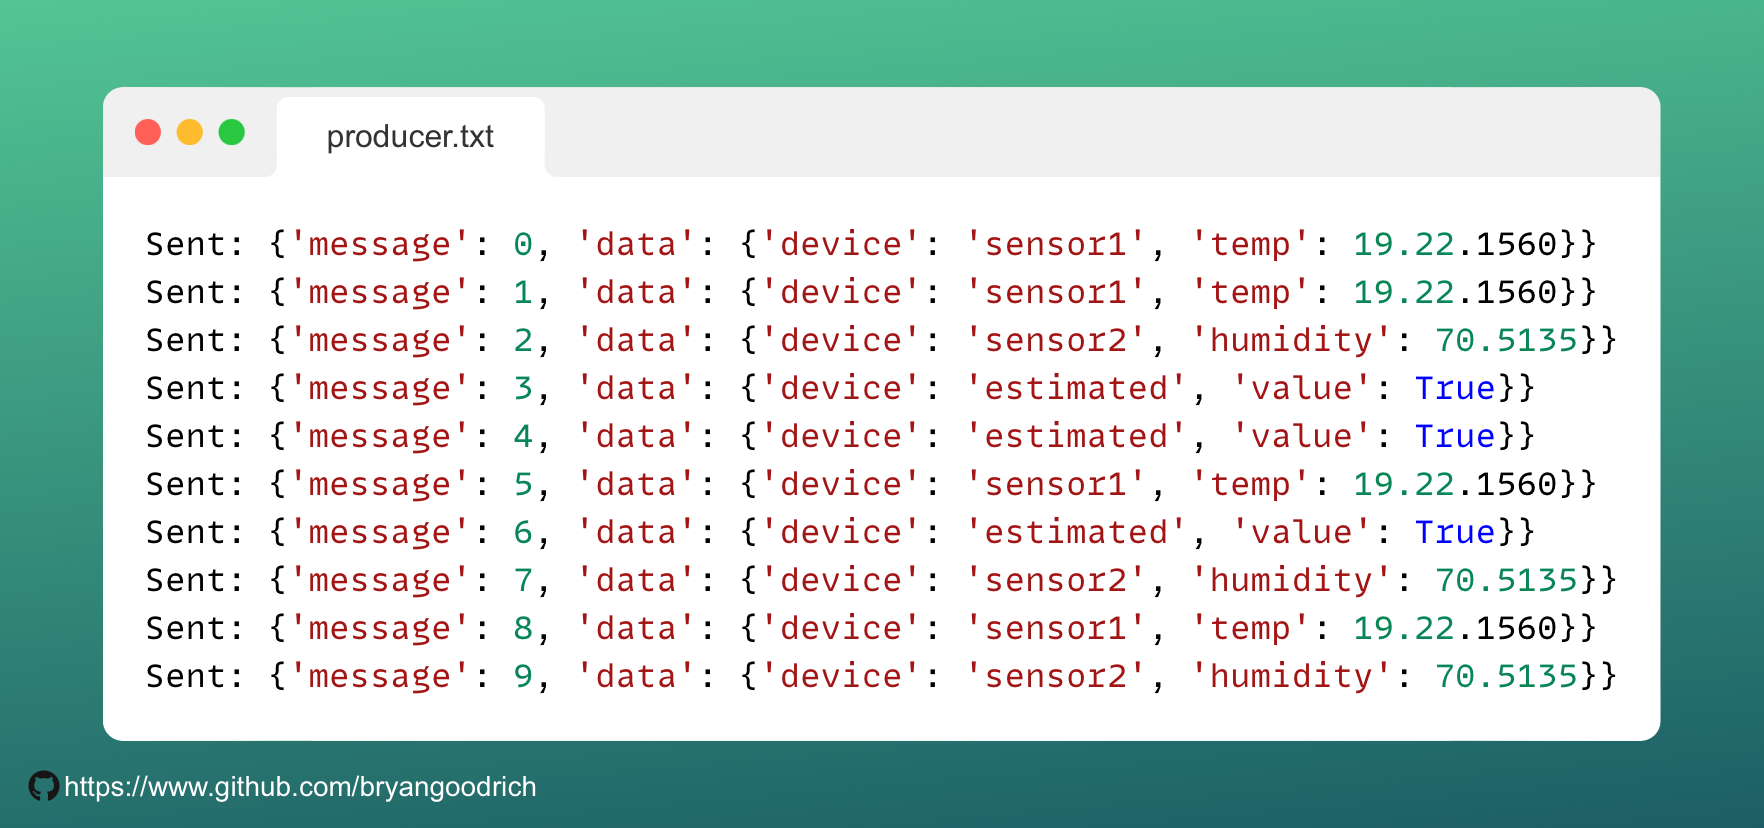 producer.txt
Sent: {'message': 0, 'data': {'device': 'sensor1', 'temp': 19.22.1560}}
Sent: {'message': 1, 'data': {'device': 'sensor1', 'temp': 19.22.1560}}
Sent: {'message': 2, 'data': {'device': 'sensor2', 'humidity': 70.5135}}
Sent: {'message': 3, 'data': {'device': 'estimated', 'value': True}}
Sent: {'message': 4, 'data': {'device': 'estimated', 'value': True}}
Sent: {'message': 5, 'data': {'device': 'sensor1', 'temp': 19.22.1560}}
Sent: {'message': 6, 'data': {'device': 'estimated', 'value': True}}
Sent: {'message': 7, 'data': {'device': 'sensor2', 'humidity': 70.5135}}
Sent: {'message': 8, 'data': {'device': 'sensor1', 'temp': 19.22.1560}}
Sent: {'message': 9, 'data': {'device': 'sensor2', 'humidity': 70.5135}}
https://www.github.com/bryangoodrich